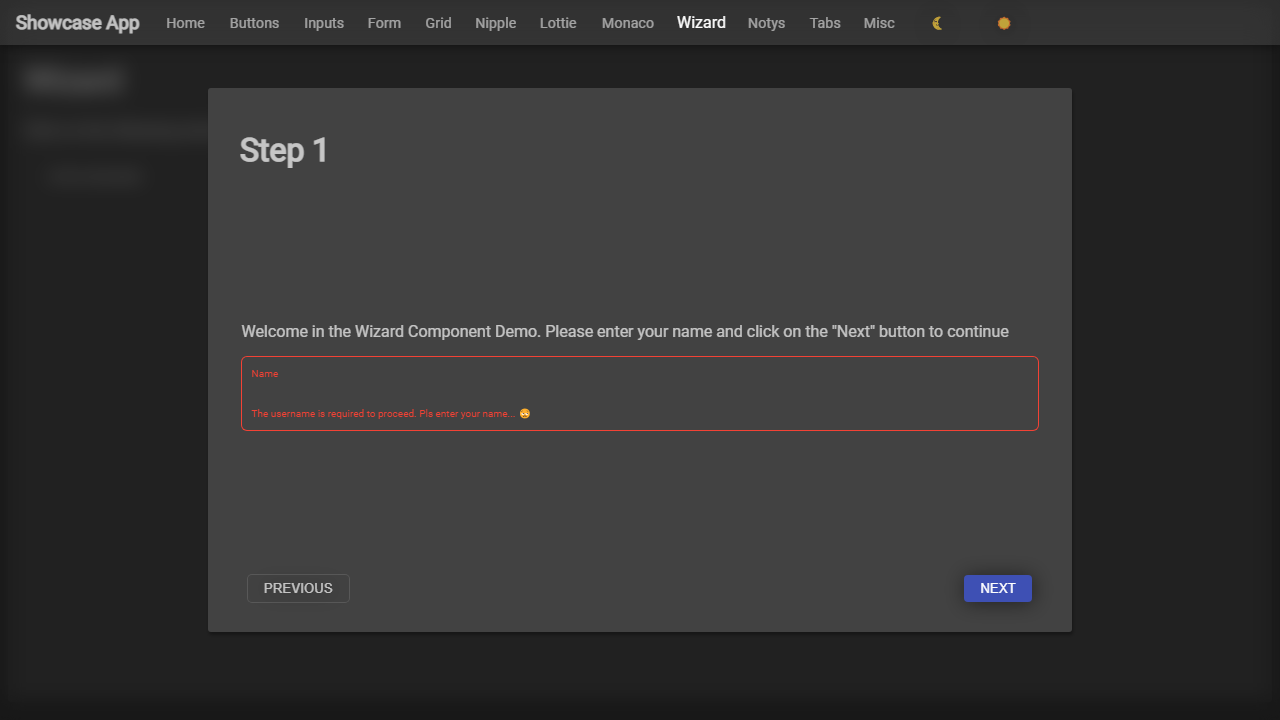 Showcase App Home Buttons Inputs Form Grid Nipple Lottie Monaco Wizard Notys Tabs Misc
Step 1
Welcome in the Wizard Component Demo. Please enter your name and click on the "Next" button to continue
Name
The username is required to proceed. Pls enter your name...
PREVIOUS NEXT